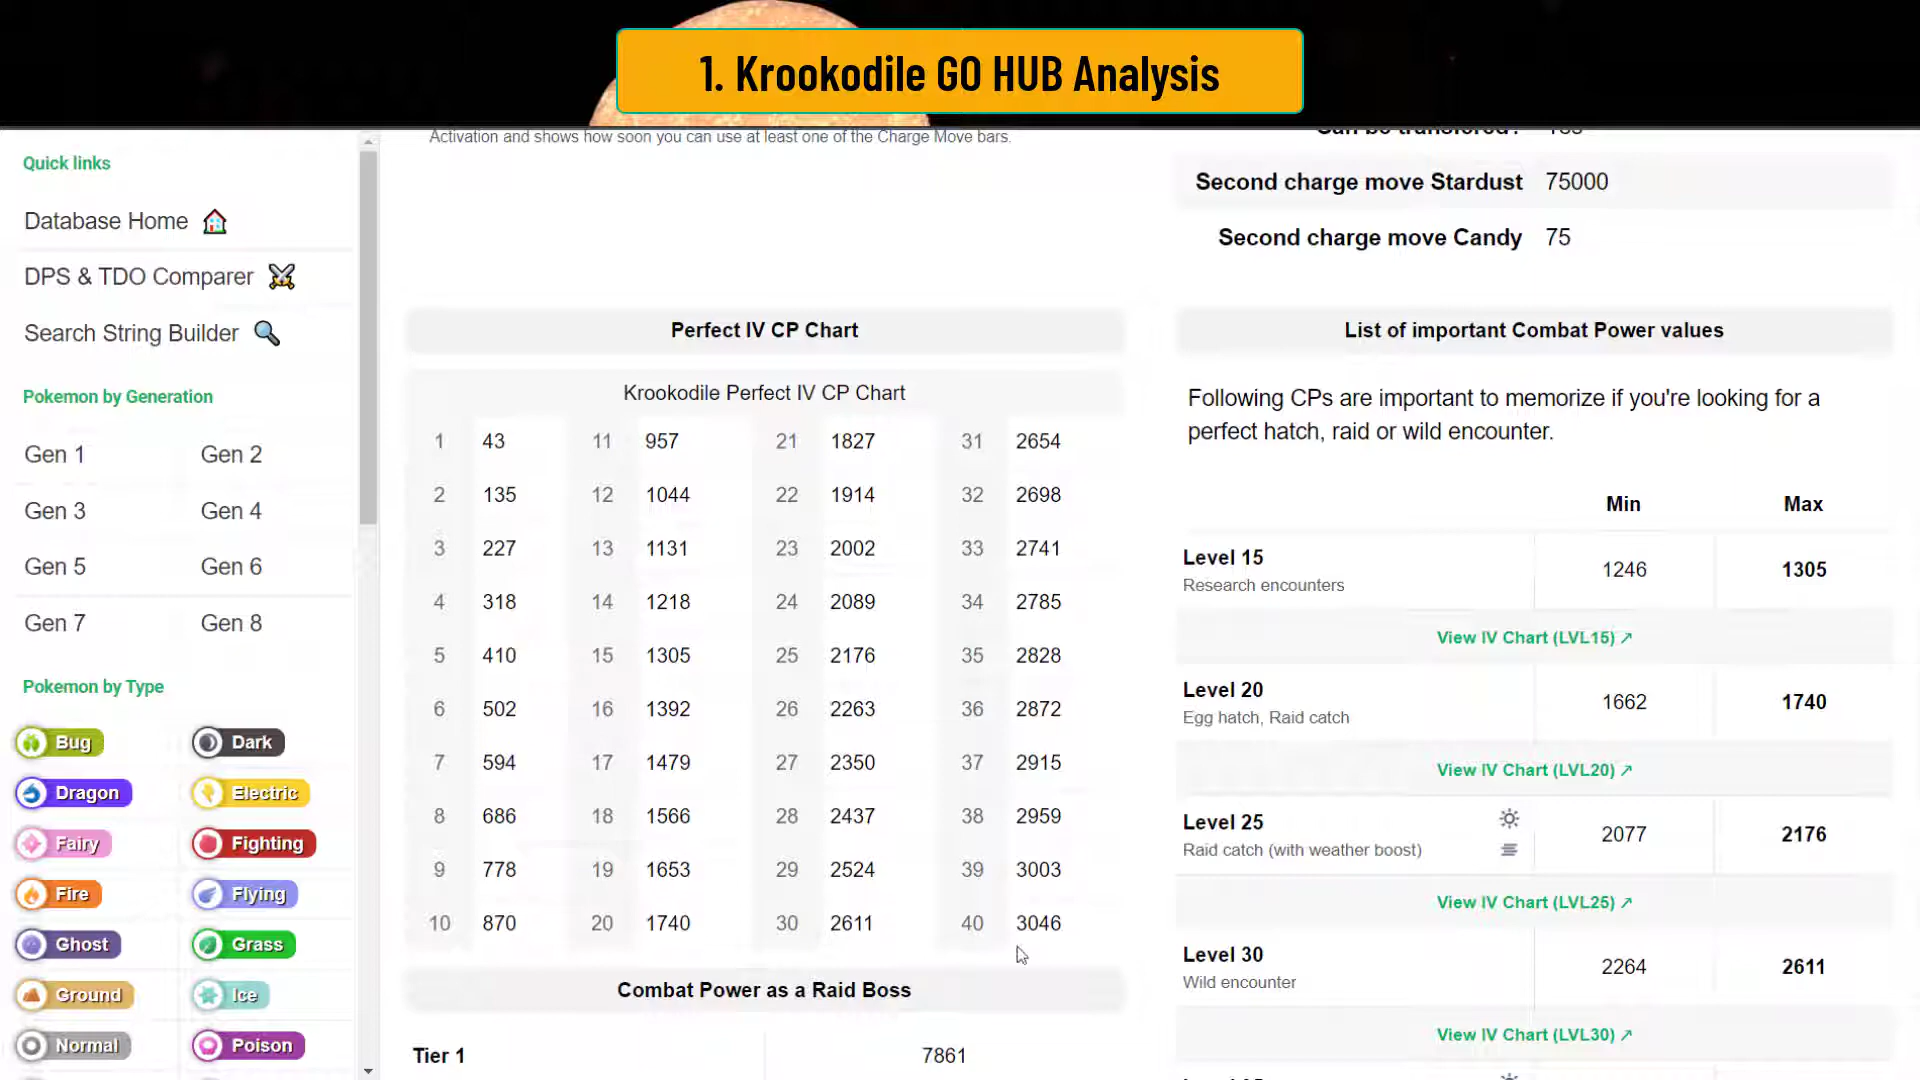 1. Krookodile GO HUB Analysis
Quick links
Database Home
DPS & TDO Comparer
Search String Builder
Pokemon by Generation
Gen 1 Gen 2
Gen 3 Gen 4
Gen 5 Gen 6
Gen 7 Gen 8
Pokemon by Type
Bug Dark
Dragon Electric
Fairy Fighting
Fire Flying
Ghost Grass
Ground Ice
Normal Poison
Activation and shows how soon you can use at least one of the Charge Move bars.
Perfect IV CP Chart
Krookodile Perfect IV CP Chart
1 43 11 957 21 1827 31 2654
2 135 12 1044 22 1914 32 2698
3 227 13 1131 23 2002 33 2741
4 318 14 1218 24 2089 34 2785
5 410 15 1305 25 2176 35 2828
6 502 16 1392 26 2263 36 2872
7 594 17 1479 27 2350 37 2915
8 686 18 1566 28 2437 38 2959
9 778 19 1653 29 2524 39 3003
10 870 20 1740 30 2611 40 3046
Combat Power as a Raid Boss
Tier 1 7861
Can be transferred?
Second charge move Stardust 75000
Second charge move Candy 75
List of important Combat Power values
Following CPs are important to memorize if you're looking for a
perfect hatch, raid or wild encounter.
Min Max
Level 15
Research encounters
1246 1305
View IV Chart (LVL15) ↗
Level 20
Egg hatch, Raid catch
1662 1740
View IV Chart (LVL20) ↗
Level 25
Raid catch (with weather boost)
2077 2176
View IV Chart (LVL25) ↗
Level 30
Wild encounter
2264 2611
View IV Chart (LVL30) ↗